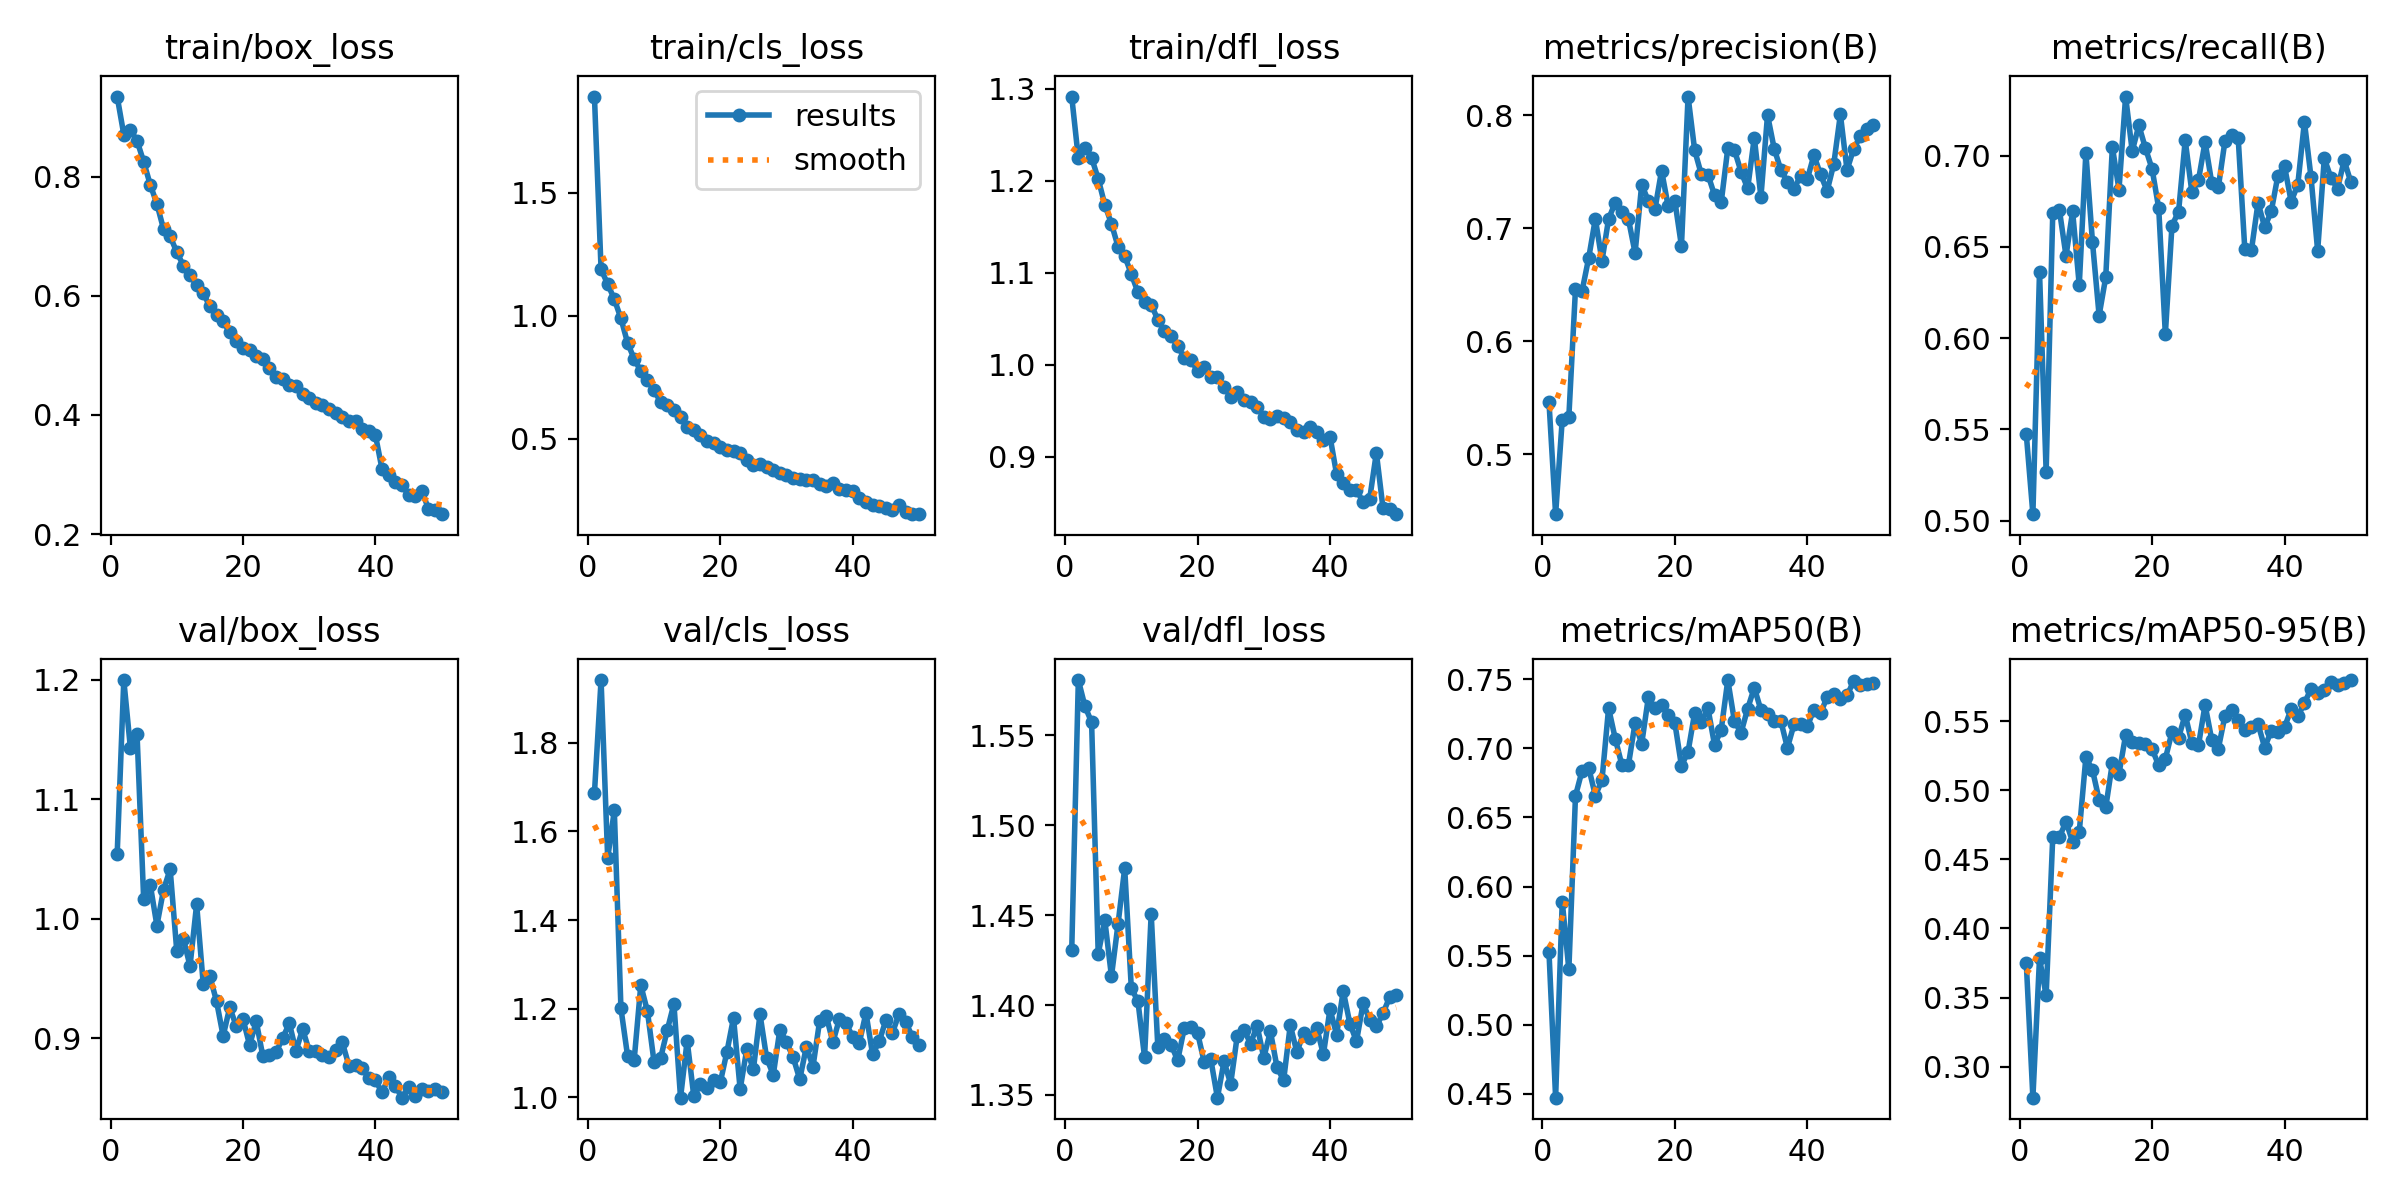 train/box_loss
0.8
0.6
0.4
0.2
0 20 40
train/cls_loss
results
smooth
1.5
1.0
0.5
0 20 40
train/dfl_loss
1.3
1.2
1.1
1.0
0.9
0 20 40
metrics/precision(B)
0.8
0.7
0.6
0.5
0 20 40
metrics/recall(B)
0.70
0.65
0.60
0.55
0.50
0 20 40
val/box_loss
1.2
1.1
1.0
0.9
0 20 40
val/cls_loss
1.8
1.6
1.4
1.2
1.0
0 20 40
val/dfl_loss
1.55
1.50
1.45
1.40
1.35
0 20 40
metrics/mAP50(B)
0.75
0.70
0.65
0.60
0.55
0.50
0.45
0 20 40
metrics/mAP50-95(B)
0.55
0.50
0.45
0.40
0.35
0.30
0 20 40